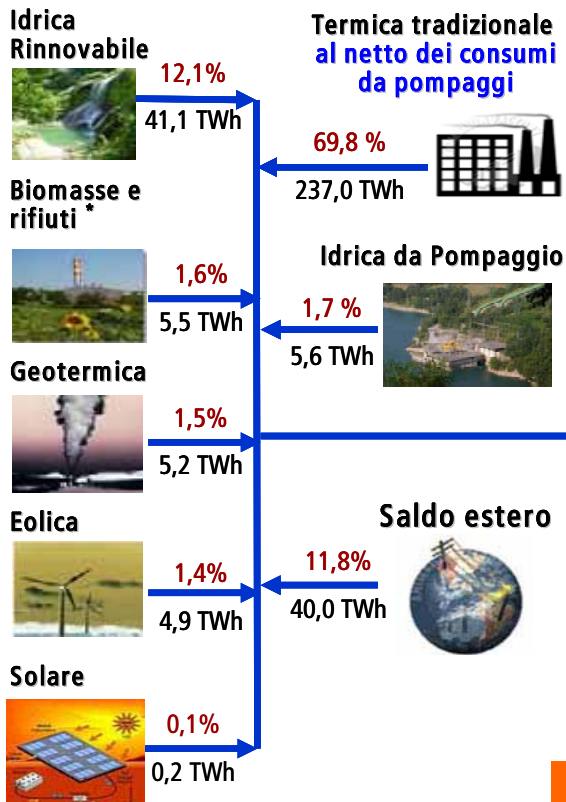 Idrica
Rinnovabile
12,1%
41,1 TWh
Termica tradizionale
al netto dei consumi
da pompaggi
69,8 %
237,0 TWh
Biomasse e
rifiuti *
1,6%
5,5 TWh
Idrica da Pompaggio
1,7 %
5,6 TWh
Geotermica
1,5%
5,2 TWh
Eolica
1,4%
4,9 TWh
Saldo estero
11,8%
40,0 TWh
Solare
0,1%
0,2 TWh